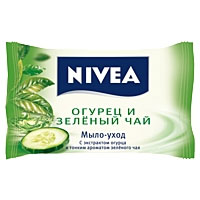 NIVEA
ОГУРЕЦ И
ЗЕЛЁНЫЙ ЧАЙ
Мыло-уход
С экстрактом огурца
и тонким ароматом зелёного чая